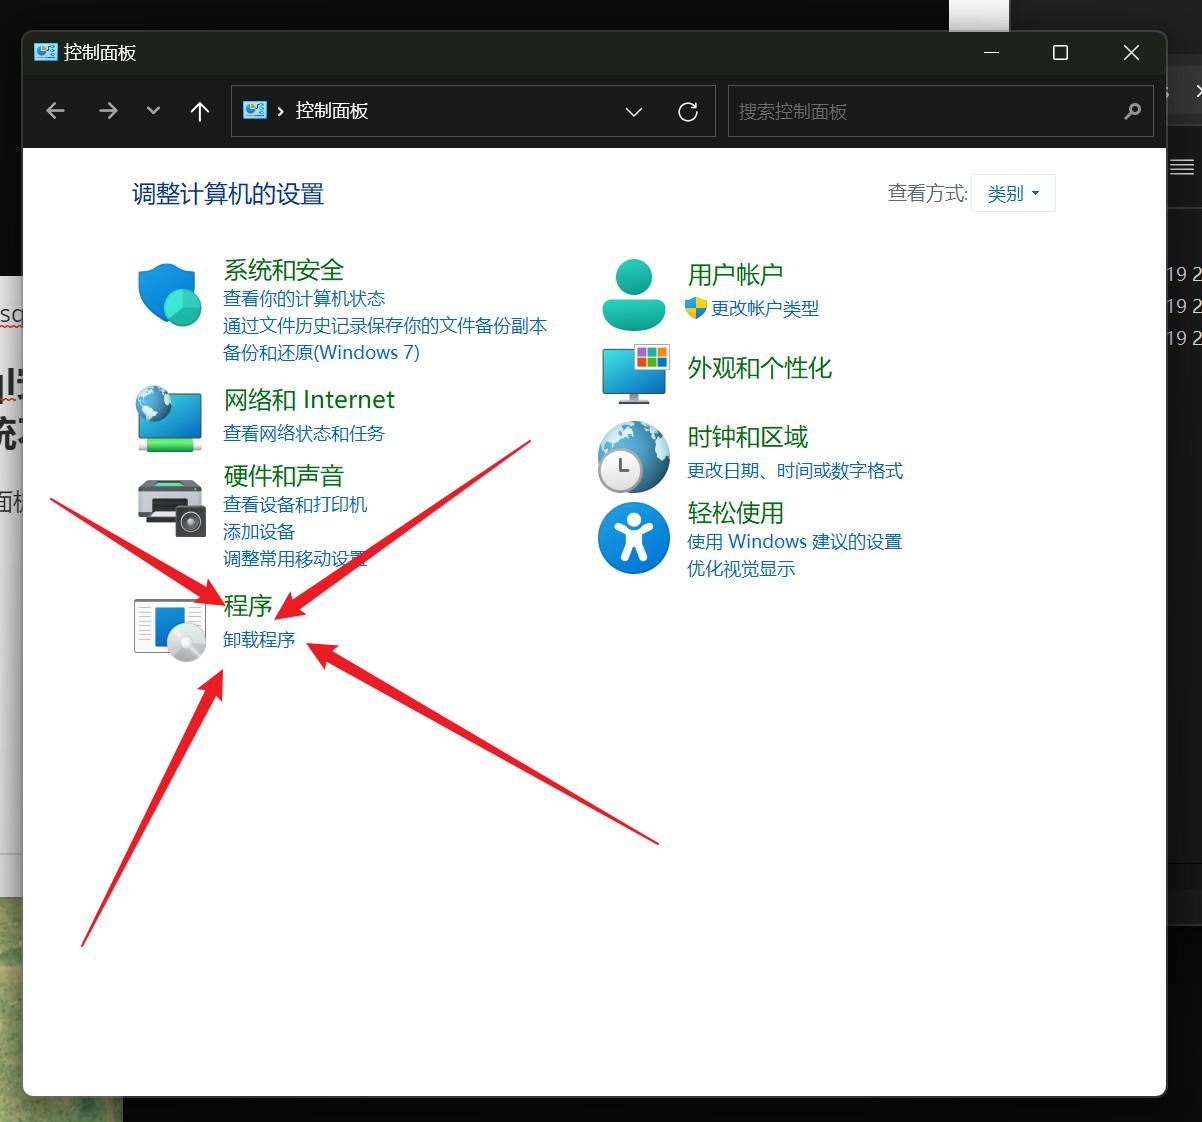 控制面板
控制面板
搜索控制面板
调整计算机的设置
查看方式:
类别
系统和安全
查看你的计算机状态
通过文件历史记录保存你的文件备份副本
备份和还原(Windows 7)
网络和 Internet
查看网络状态和任务
硬件和声音
查看设备和打印机
添加设备
调整常用移动设置
程序
卸载程序
用户帐户
更改帐户类型
外观和个性化
时钟和区域
更改日期、时间或数字格式
轻松使用
使用 Windows 建议的设置
优化视觉显示
19 2
19 2
19 2